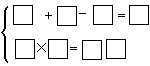 □ + □ − □ = □
□ × □ = □ □